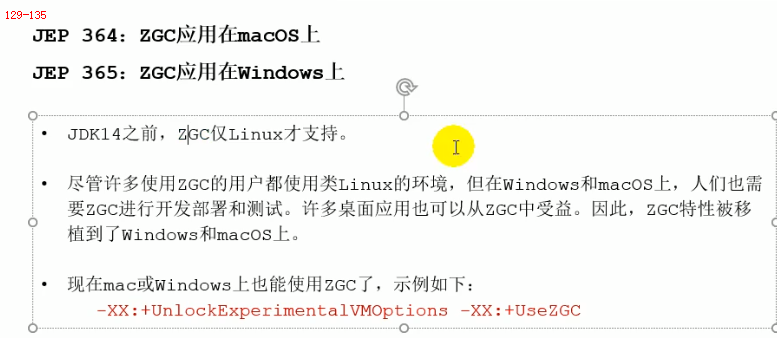 129-135
JEP 364：ZGC应用在macOS上
JEP 365：ZGC应用在Windows上
• JDK14之前，ZGC仅Linux才支持。
• 尽管许多使用ZGC的用户都使用类Linux的环境，但在Windows和macOS上，人们也需
要ZGC进行开发部署和测试。许多桌面应用也可以从ZGC中受益。因此，ZGC特性被移
植到了Windows和macOS上。
• 现在mac或Windows上也能使用ZGC了，示例如下：
-XX:+UnlockExperimentalVMOptions -XX:+UseZGC